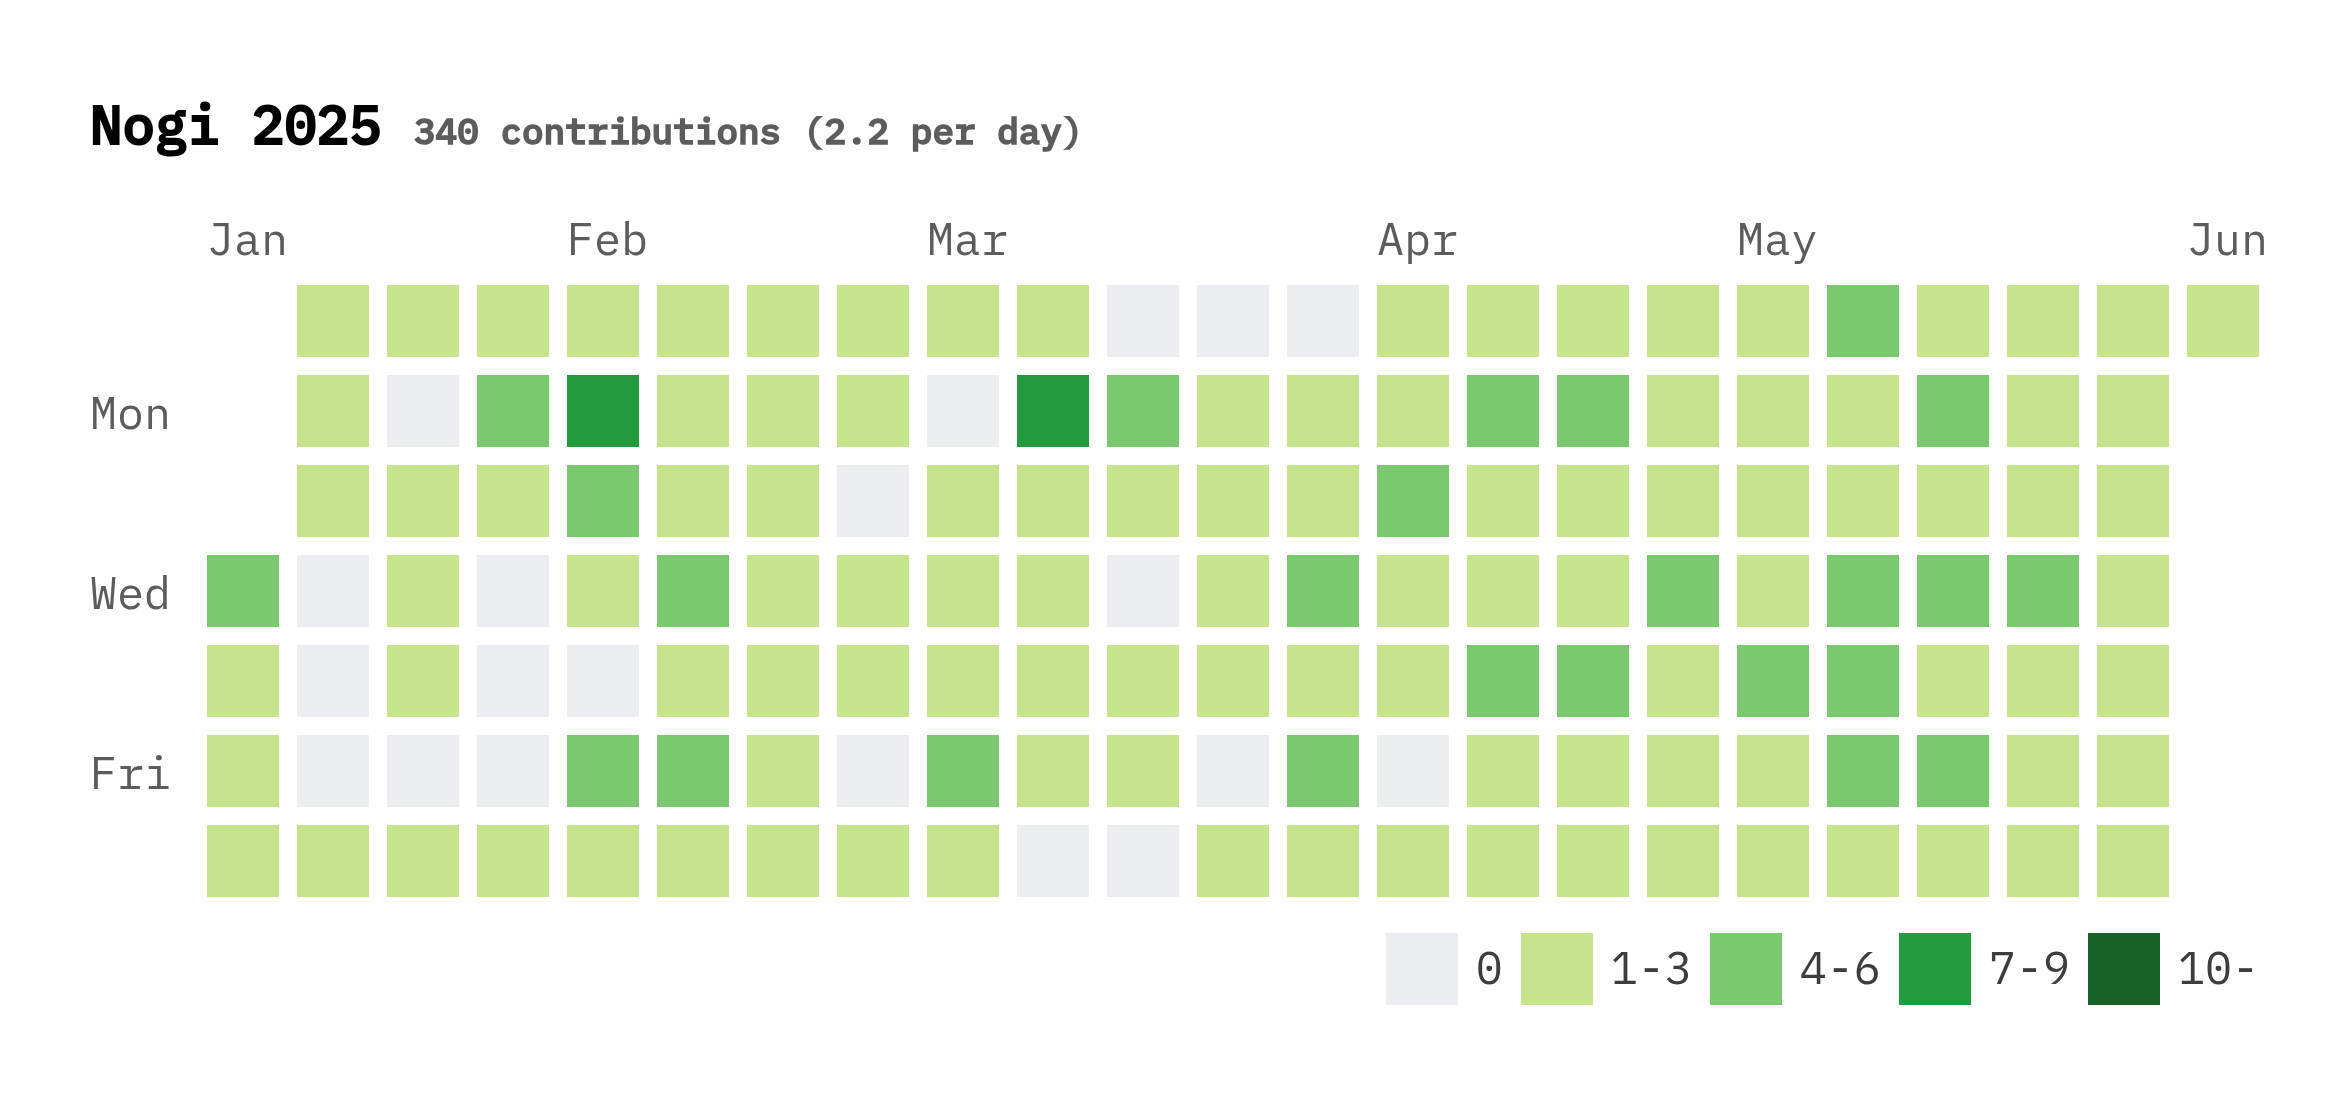 Nogi 2025 340 contributions (2.2 per day)
Jan Feb Mar Apr May Jun
Mon
Wed
Fri
0 1-3 4-6 7-9 10-